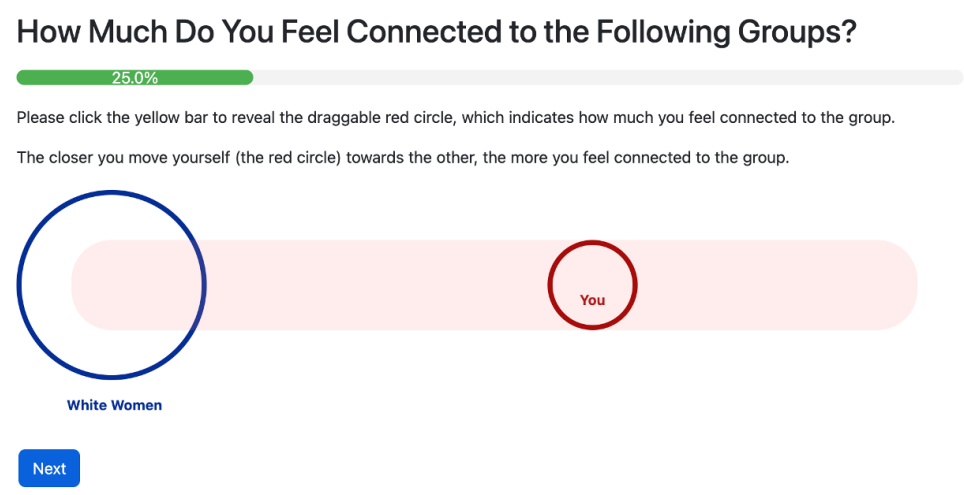 How Much Do You Feel Connected to the Following Groups?
25.0%
Please click the yellow bar to reveal the draggable red circle, which indicates how much you feel connected to the group.
The closer you move yourself (the red circle) towards the other, the more you feel connected to the group.
You
White Women
Next